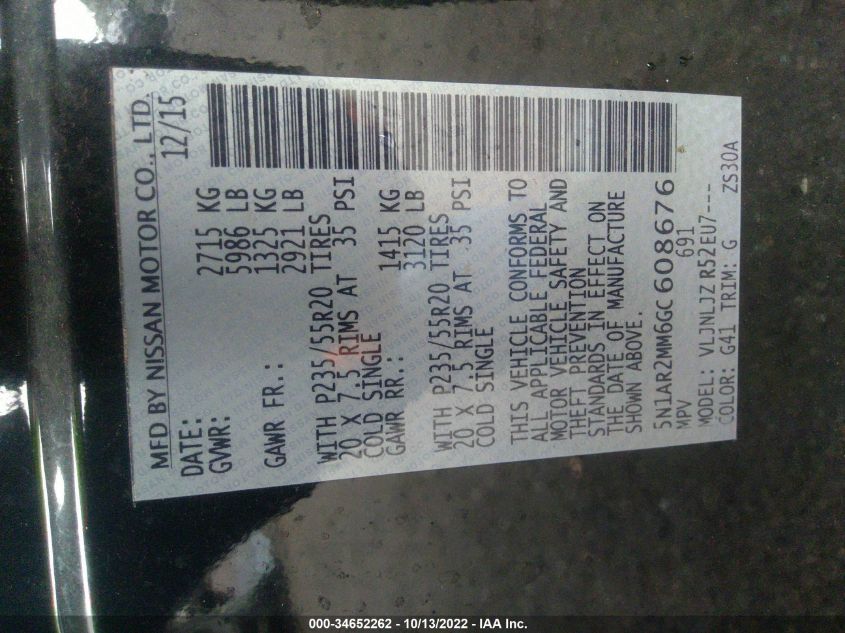 MFD BY NISSAN MOTOR CO., LTD.
DATE: 12/15
GVWR: 2715 KG
5986 LB
GAWR FR.: 1325 KG
2921 LB
WITH P235/55R20 TIRES
20 X 7.5 RIMS AT 35 PSI
COLD SINGLE
GAWR RR.: 1415 KG
3120 LB
WITH P235/55R20 TIRES
20 X 7.5 RIMS AT 35 PSI
COLD SINGLE
THIS VEHICLE CONFORMS TO
ALL APPLICABLE FEDERAL
MOTOR VEHICLE SAFETY AND
THEFT PREVENTION
STANDARDS IN EFFECT ON
THE DATE OF MANUFACTURE
SHOWN ABOVE.
5N1AR2MM6GC608676
MPV 691
MODEL: VLJNLJZ R52EU7---
COLOR: G41 TRIM: G ZS30A
000-34652262 - 10/13/2022 - IAA Inc.